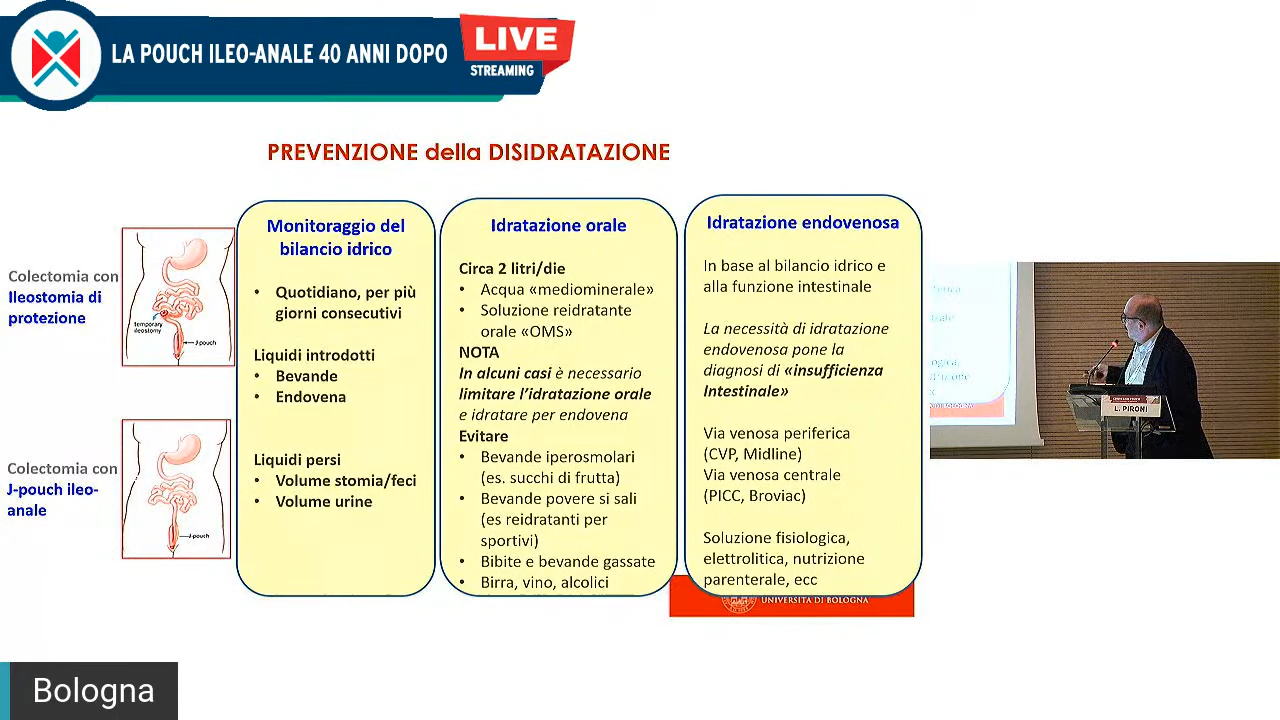 LA POUCH ILEO-ANALE 40 ANNI DOPO
LIVE
STREAMING
PREVENZIONE della DISIDRATAZIONE
Colectomia con
Ileostomia di
protezione
temporary
ileostomy
J-pouch
Colectomia con
J-pouch ileo-
anale
J-pouch
Monitoraggio del
bilancio idrico
• Quotidiano, per più
giorni consecutivi
Liquidi introdotti
• Bevande
• Endovena
Liquidi persi
• Volume stomia/feci
• Volume urine
Idratazione orale
Circa 2 litri/die
• Acqua «mediominerale»
• Soluzione reidratante
orale «OMS»
NOTA
In alcuni casi è necessario
limitare l’idratazione orale
e idratare per endovena
Evitare
• Bevande iperosmolari
(es. succhi di frutta)
• Bevande povere si sali
(es reidratanti per
sportivi)
• Bibite e bevande gassate
• Birra, vino, alcolici
Idratazione endovenosa
In base al bilancio idrico e
alla funzione intestinale
La necessità di idratazione
endovenosa pone la
diagnosi di «insufficienza
Intestinale»
Via venosa periferica
(CVP, Midline)
Via venosa centrale
(PICC, Broviac)
Soluzione fisiologica,
elettrolitica, nutrizione
parenterale, ecc
UNIVERSITÀ DI BOLOGNA
L. PIRONI
Bologna